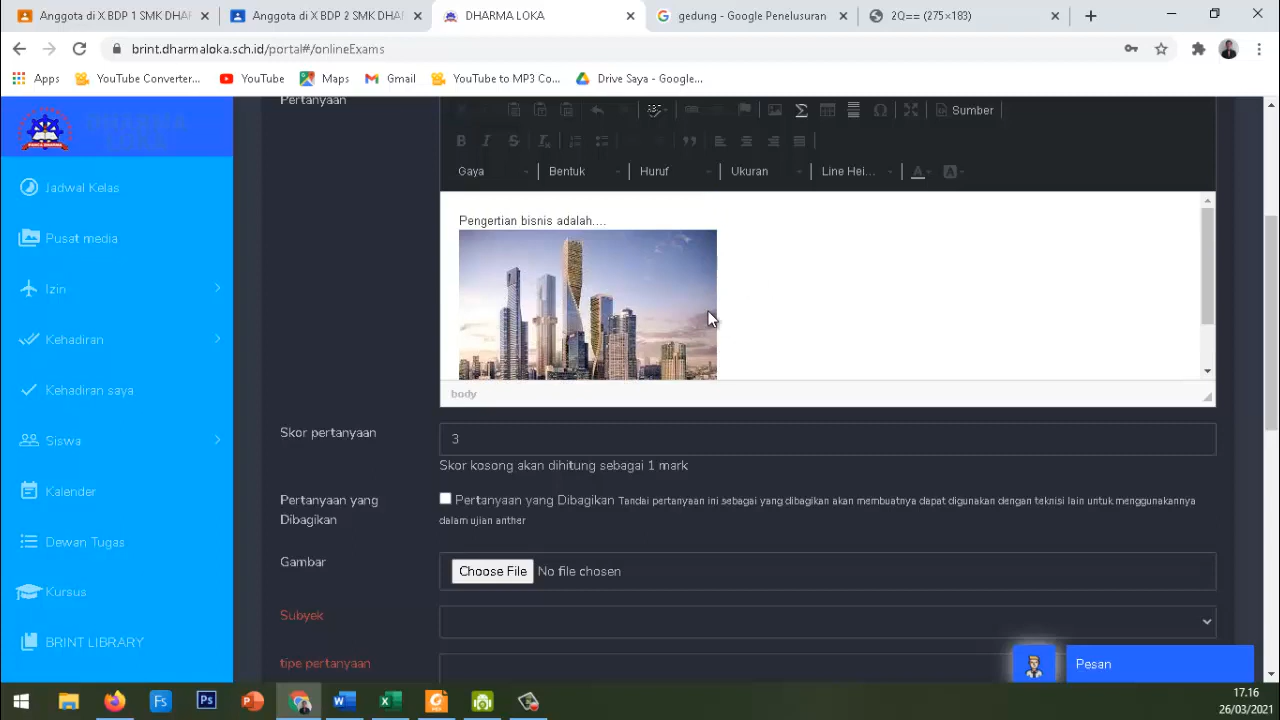 Anggota di X BDP 1 SMK DHAR
Anggota di X BDP 2 SMK DHAR
DHARMA LOKA
gedung - Google Penelusuran
2Q== (275×183)
brint.dharmaloka.sch.id/portal#/onlineExams
Apps
YouTube Converter...
YouTube
Maps
Gmail
YouTube to MP3 Co...
Drive Saya - Google...
DHARMA
LOKA
Jadwal Kelas
Pusat media
Izin
Kehadiran
Kehadiran saya
Siswa
Kalender
Dewan Tugas
Kursus
BRINT LIBRARY
Pertanyaan
Sumber
Gaya
Bentuk
Huruf
Ukuran
Line Hei...
Pengertian bisnis adalah....
body
Skor pertanyaan
3
Skor kosong akan dihitung sebagai 1 mark
Pertanyaan yang
Dibagikan
Pertanyaan yang Dibagikan Tandai pertanyaan ini sebagai yang dibagikan akan membuatnya dapat digunakan dengan teknisi lain untuk menggunakannya
dalam ujian anther
Gambar
Choose File No file chosen
Subyek
tipe pertanyaan
Pesan
17.16
26/03/2021